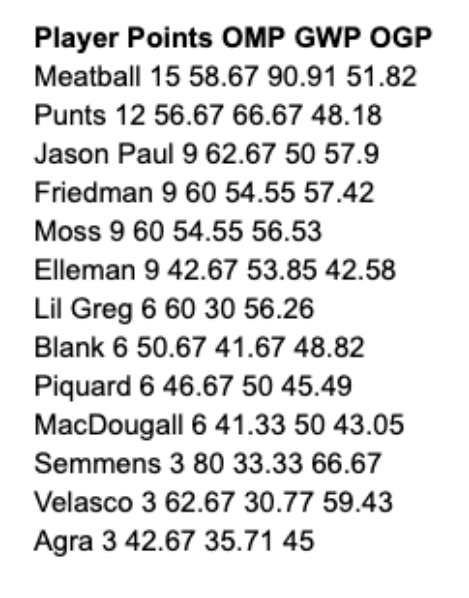 Player Points OMP GWP OGP
Meatball 15 58.67 90.91 51.82
Punts 12 56.67 66.67 48.18
Jason Paul 9 62.67 50 57.9
Friedman 9 60 54.55 57.42
Moss 9 60 54.55 56.53
Elleman 9 42.67 53.85 42.58
Lil Greg 6 60 30 56.26
Blank 6 50.67 41.67 48.82
Piquard 6 46.67 50 45.49
MacDougall 6 41.33 50 43.05
Semmens 3 80 33.33 66.67
Velasco 3 62.67 30.77 59.43
Agra 3 42.67 35.71 45